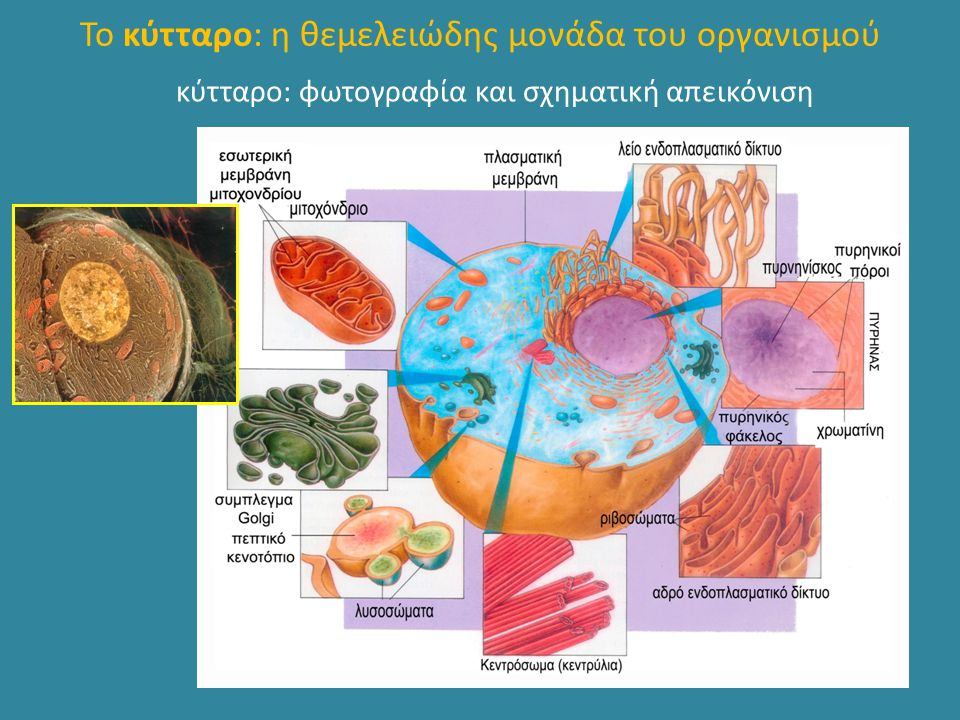 Το κύτταρο: η θεμελειώδης μονάδα του οργανισμού
κύτταρο: φωτογραφία και σχηματική απεικόνιση
εσωτερική
μεμβράνη
μιτοχονδρίου
μιτοχόνδριο
πλασματική
μεμβράνη
λείο ενδοπλασματικό δίκτυο
πυρνηνίσκος
πυρηνικοί
πόροι
ΠΥΡΗΝΑΣ
πυρηνικός
φάκελος
χρωματίνη
συμπλεγμα
Golgi
πεπτικό
κενοτόπιο
λυσοσώματα
Κεντρόσωμα (κεντρύλια)
ριβοσώματα
αδρό ενδοπλασματικό δίκτυο